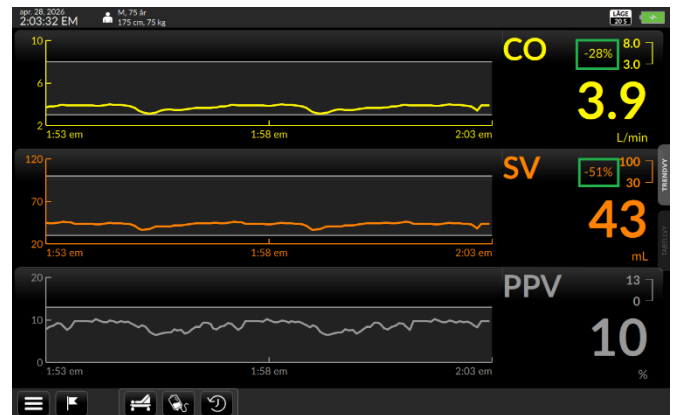 apr. 28, 2026
2:03:32 EM
M, 75 år
175 cm, 75 kg
LÄGE
20 S
10
6
2
1:53 em
1:58 em
2:03 em
CO
-28%
8.0
3.0
3.9
L/min
120
70
20
1:53 em
1:58 em
2:03 em
SV
-51%
100
30
43
mL
TRENDVY
TABELLVY
20
10
0
1:53 em
1:58 em
2:03 em
PPV
13
0
10
%